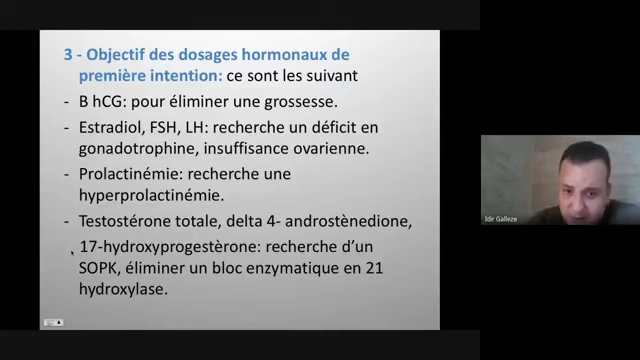 3 - Objectif des dosages hormonaux de
première intention: ce sont les suivant
- B hCG: pour éliminer une grossesse.
- Estradiol, FSH, LH: recherche un déficit en
gonadotrophine, insuffisance ovarienne.
- Prolactinémie: recherche une
hyperprolactinémie.
- Testostérone totale, delta 4- androstènedione,
17-hydroxyprogestèrone: recherche d'un
SOPK, éliminer un bloc enzymatique en 21
hydroxylase.
Idir Galleze